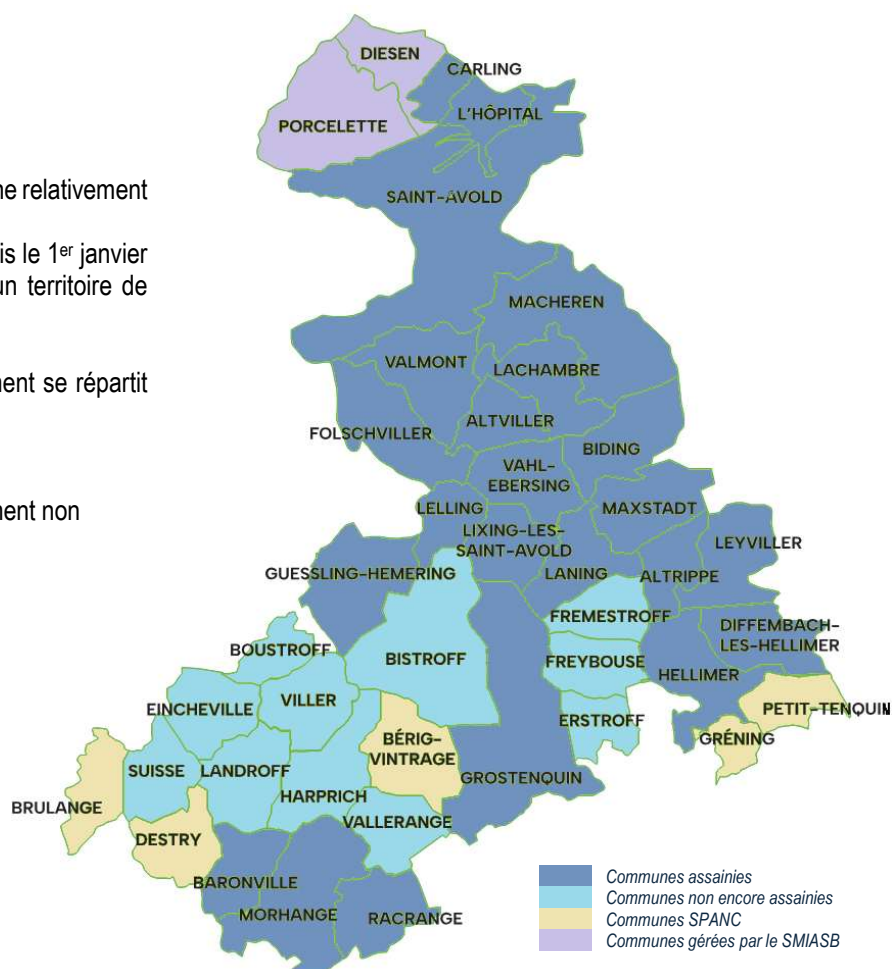 DIESEN
CARLING
L'HÔPITAL
PORCELETTE
ne relativement
SAINT-AVOLD
is le 1er janvier
un territoire de
MACHEREN
VALMONT
LACHAMBRE
ment se répartit
ALTVILLER
FOLSCHVILLER
BIDING
VAHL-
EBERSING
LELLING
MAXSTADT
ment non
LIXING-LES-
SAINT-AVOLD
LEYVILLER
GUESSLING-HEMERING
LANING
ALTRIPPE
FREMESTROFF
DIFFEMBACH-
LES-HELLIMER
BOUSTROFF
BISTROFF
FREYBOUSE
HELLIMER
VILLER
EINCHEVILLE
PETIT-TENQUIN
ERSTROFF
BÉRIG-
VINTRAGE
GRÉNING
SUISSE
LANDROFF
GROSTENQUIN
HARPRICH
BRULANGE
VALLERANGE
DESTRY
BARONVILLE
MORHANGE
RACRANGE
Communes assainies
Communes non encore assainies
Communes SPANC
Communes gérées par le SMIASB